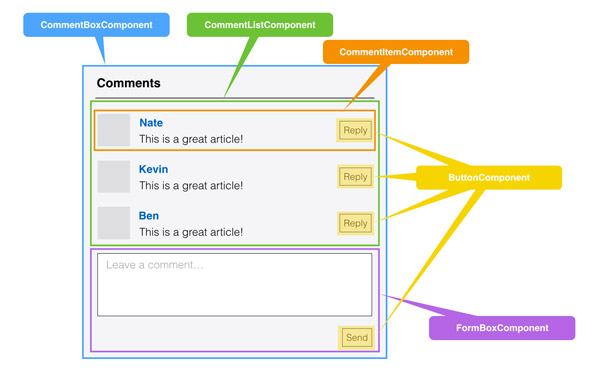 CommentBoxComponent
CommentListComponent
CommentItemComponent
Comments
Nate
This is a great article!
Reply
Kevin
This is a great article!
Reply
ButtonComponent
Ben
This is a great article!
Reply
Leave a comment...
FormBoxComponent
Send